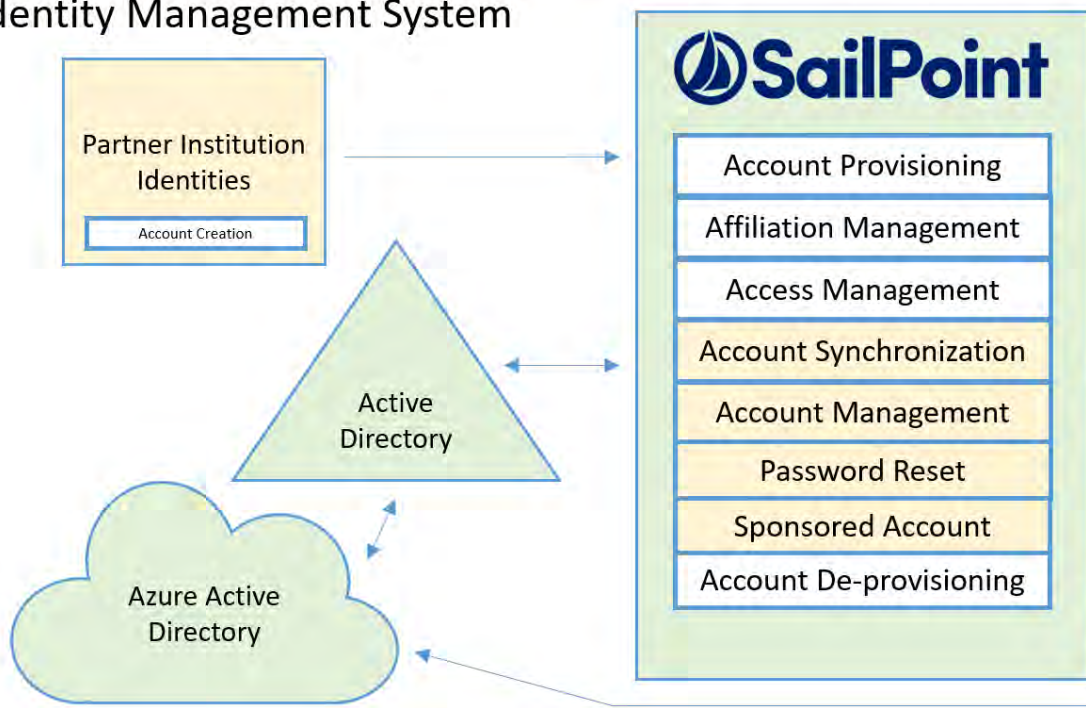 dentity Management System
SailPoint
Partner Institution
Identities
Account Creation
Account Provisioning
Affiliation Management
Access Management
Account Synchronization
Account Management
Password Reset
Sponsored Account
Account De-provisioning
Active
Directory
Azure Active
Directory